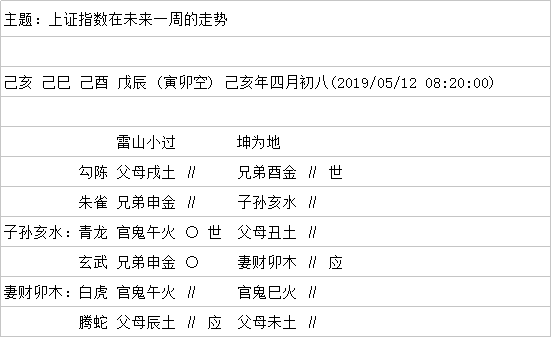 主题：上证指数在未来一周的走势
己亥 己巳 己酉 戊辰 (寅卯空) 己亥年四月初八(2019/05/12 08:20:00)
雷山小过 坤为地
勾陈 父母戌土 〃 兄弟酉金 〃 世
朱雀 兄弟申金 〃 子孙亥水 〃
子孙亥水：青龙 官鬼午火 〇 世 父母丑土 〃
玄武 兄弟申金 〇 妻财卯木 〃 应
妻财卯木：白虎 官鬼午火 〃 官鬼巳火 〃
腾蛇 父母辰土 〃 应 父母未土 〃